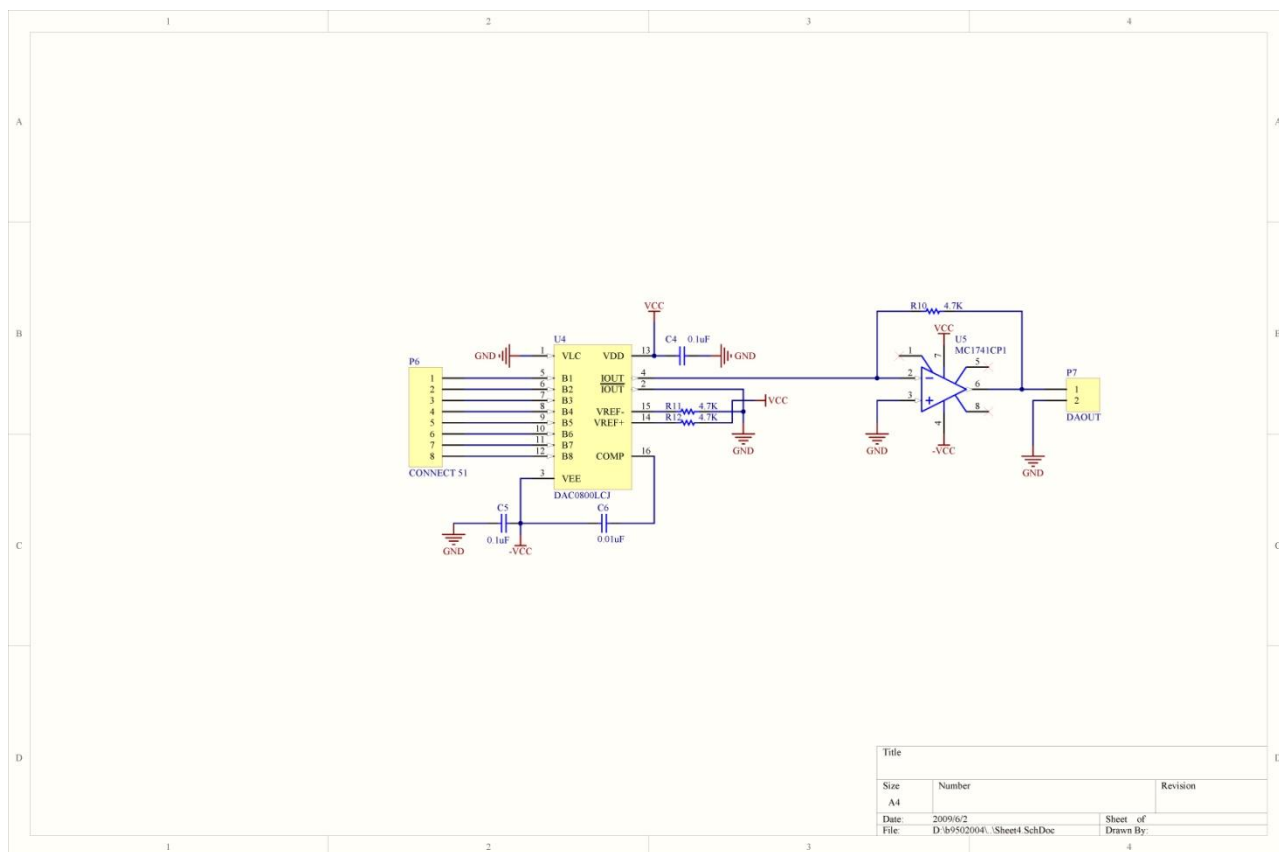 1 2 3 4
A A
B B
C C
D D
VCC
U4
GND 1 VLC VDD 13 C4 0.1uF GND
P6
1 5 B1 IOUT 4
2 6 B2 IOUT 2
3 7 B3
4 8 B4 VREF- 15 R11 4.7K VCC
5 9 B5 VREF+ 14 R12 4.7K
6 10 B6
7 11 B7 GND
8 12 B8 COMP 16
CONNECT 51
3 VEE
DAC0800LCJ
C5 C6
0.1uF 0.01uF
GND -VCC
R10 4.7K
VCC
U5
MC1741CP1
1 7 5
2 6
3 8
4
GND -VCC
P7
1
2
DAOUT
GND
Title
Size Number Revision
A4
Date: 2009/6/2 Sheet of
File: D:\b9502004\..\Sheet4.SchDoc Drawn By:
1 2 3 4